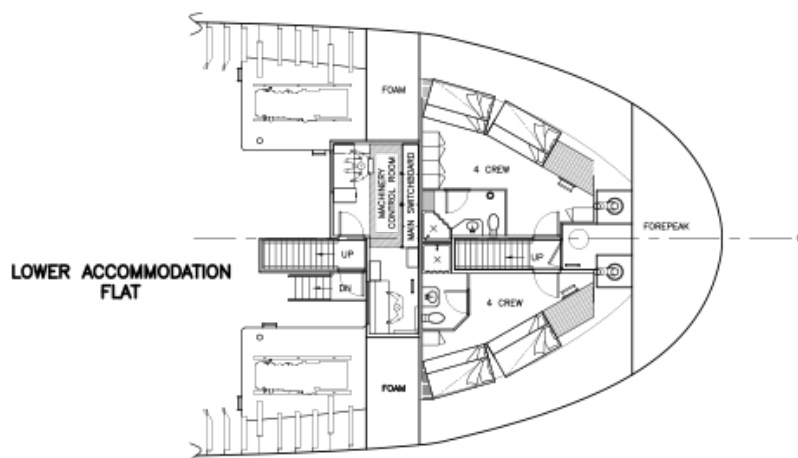 FOAM
4 CREW
MACHINERY
CONTROL ROOM
MAIN SWITCHBOARD
FOREPEAK
UP
UP
LOWER ACCOMMODATION
FLAT
DN
4 CREW
FOAM